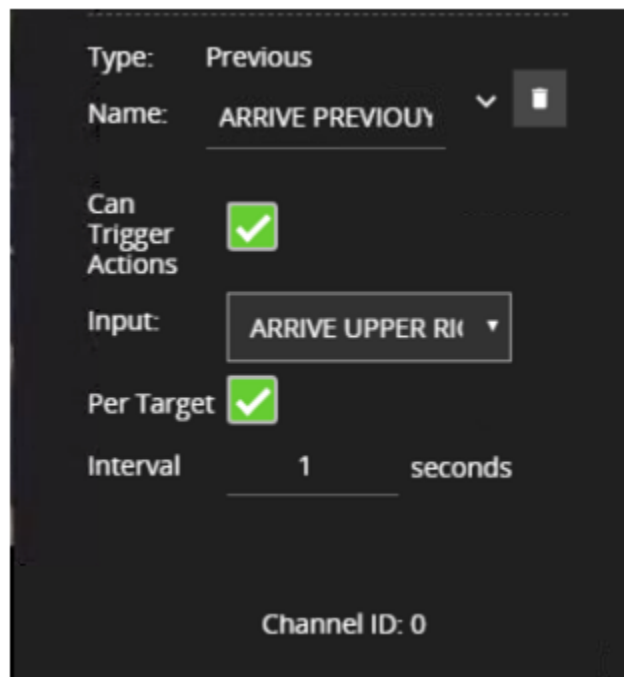 Type: Previous
Name: ARRIVE PREVIOUY
Can
Trigger
Actions
Input: ARRIVE UPPER RI
Per Target
Interval 1 seconds
Channel ID: 0